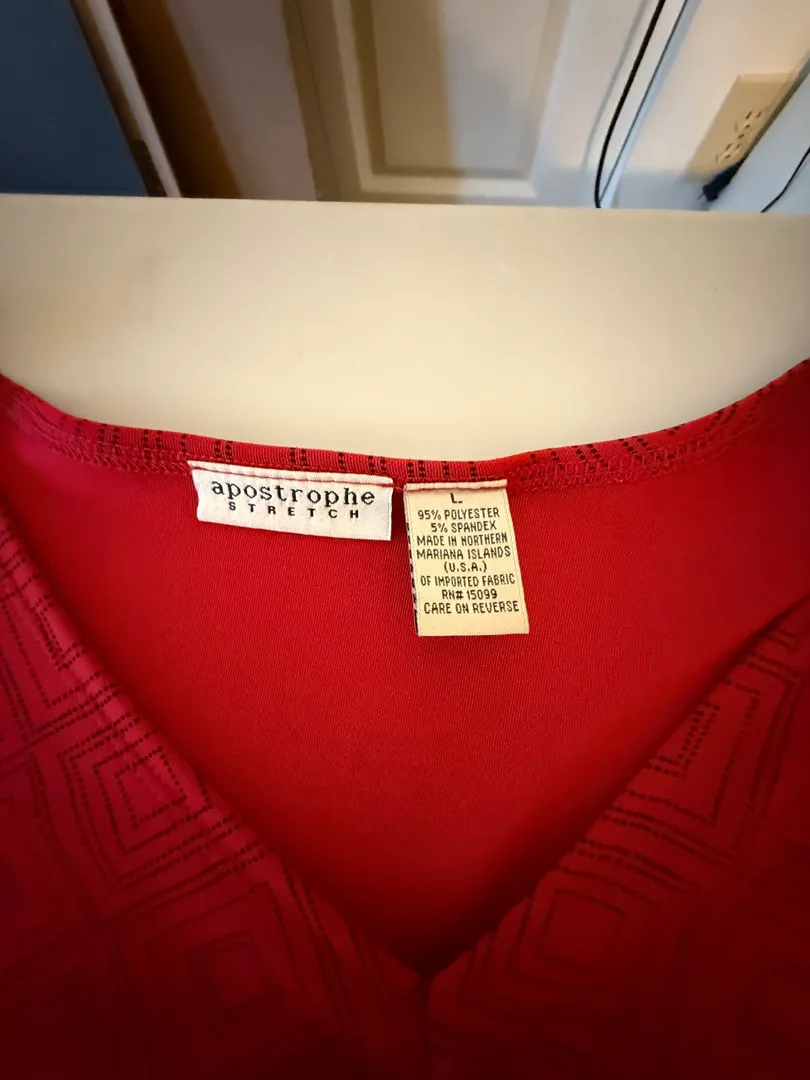 apostrophe
STRETCH
L.
95% POLYESTER
5% SPANDEX
MADE IN NORTHERN
MARIANA ISLANDS
(U.S.A.)
OF IMPORTED FABRIC
RN# 15099
CARE ON REVERSE